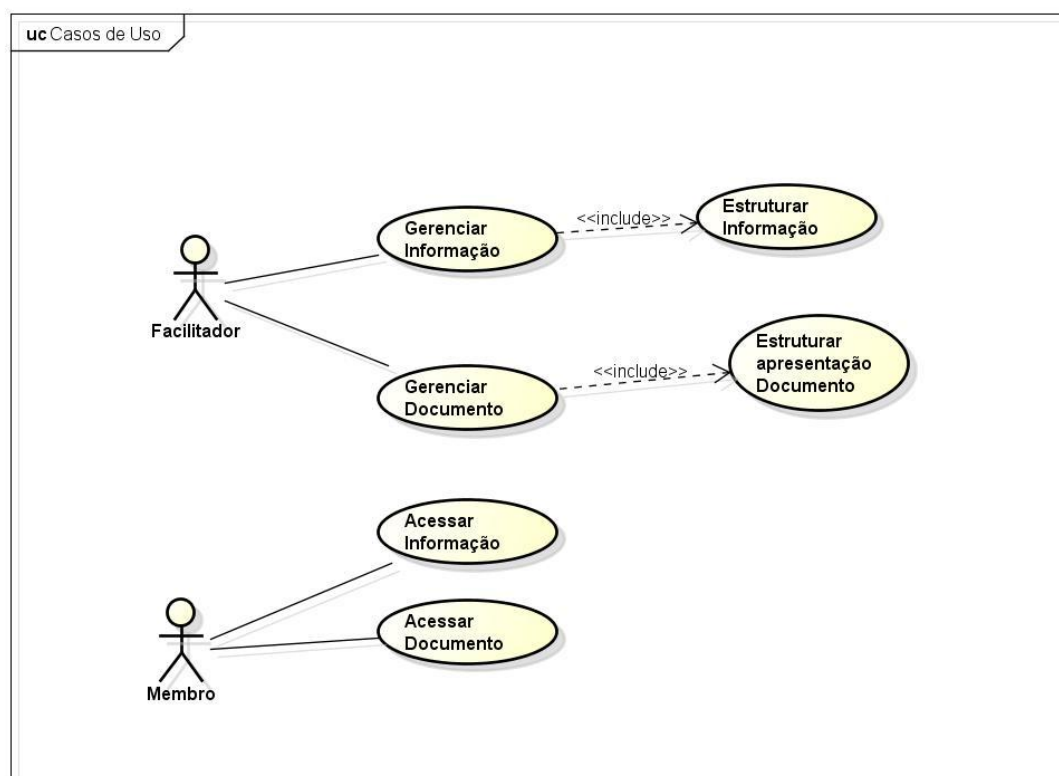 uc Casos de Uso
Estruturar
Informação
<<include>>
Gerenciar
Informação
Facilitador
Estruturar
apresentação
Documento
<<include>>
Gerenciar
Documento
Acessar
Informação
Acessar
Documento
Membro